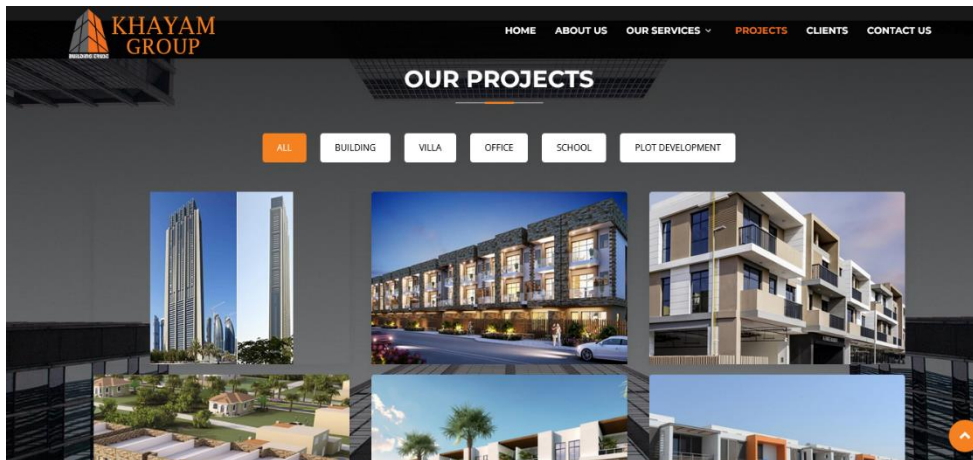 KHAYAM
GROUP
HOME ABOUT US OUR SERVICES PROJECTS CLIENTS CONTACT US
OUR PROJECTS
ALL BUILDING VILLA OFFICE SCHOOL PLOT DEVELOPMENT